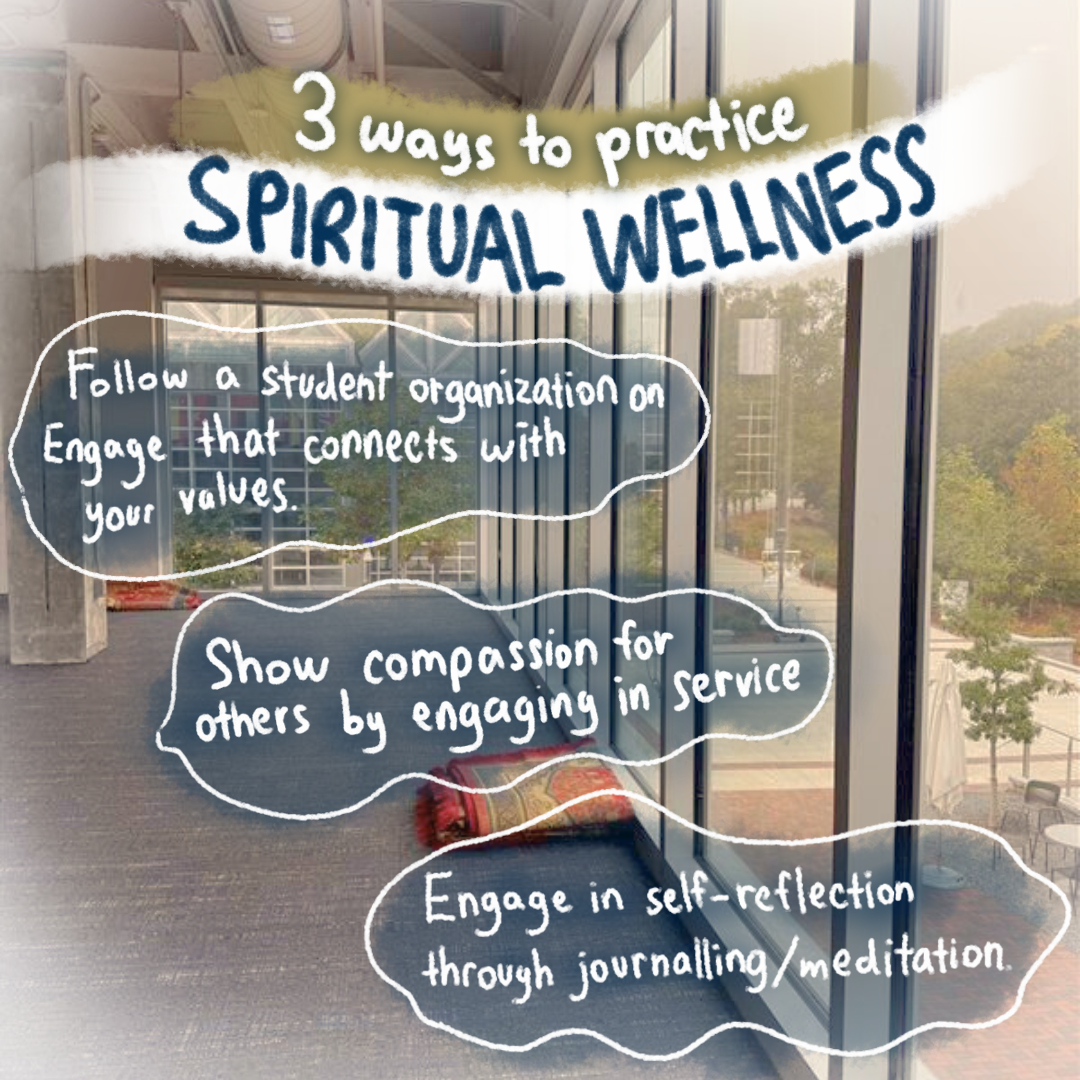 3 ways to practice
SPIRITUAL WELLNESS
Follow a student organization on
Engage that connects with
your values.
Show compassion for
others by engaging in service
Engage in self-reflection
through journalling/meditation.